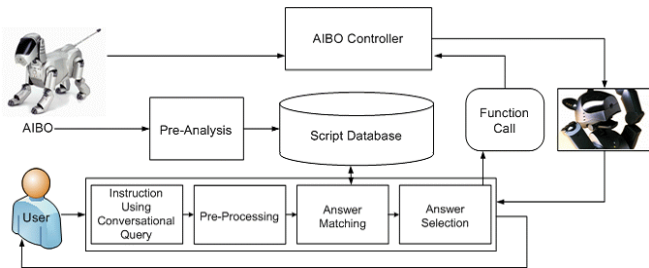 AIBO Controller
AIBO
Pre-Analysis
Script Database
Function
Call
User
Instruction
Using
Conversational
Query
Pre-Processing
Answer
Matching
Answer
Selection